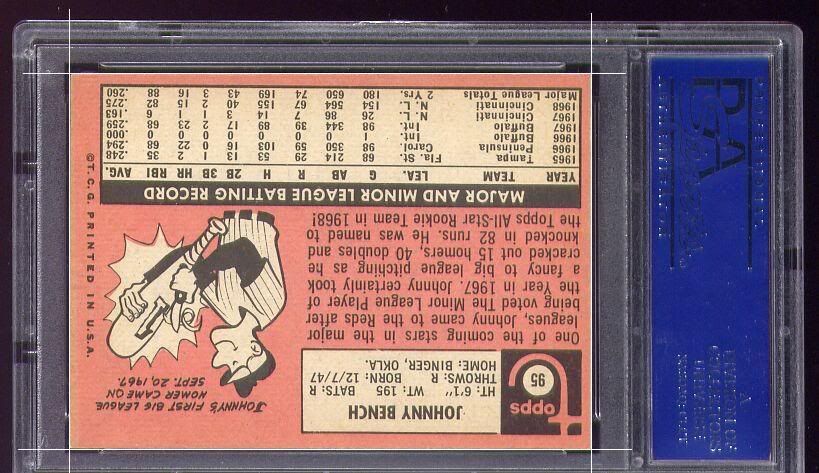 Topps
95
JOHNNY BENCH
HT: 6'1" WT: 195 BATS: R
THROWS: R BORN 12/7/47
HOME: BINGER, OKLA.
JOHNNY'S FIRST BIG LEAGUE
HOMER CAME ON
SEPT. 20, 1967.
One of the coming stars in the major
leagues, Johnny came to the Reds after
being voted The Minor League Player of
the Year in 1967. Johnny certainly took
a fancy to big league pitching as he
cracked out 15 homers, 40 doubles and
knocked in 82 runs. He was named to
the Topps All-Star Rookie Team in 1968!
MAJOR AND MINOR LEAGUE BATTING RECORD
YEAR TEAM LEA. G AB R H 2B 3B HR RBI AVG.
1965 Tampa Fla. St. 68 214 29 53 13 1 2 35 .248
1966 Peninsula Carol. 98 350 59 103 16 0 22 68 .294
1966 Buffalo Int. 1 0 0 0 0 0 0 0 .000
1967 Buffalo Int. 98 344 39 89 17 2 23 68 .259
1967 Cincinnati N. L. 26 86 7 14 3 1 1 6 .163
1968 Cincinnati N. L. 154 564 67 155 40 2 15 82 .275
Major League Totals 2 Yrs. 180 650 74 169 43 3 16 88 .260
©T.C.G. PRINTED IN U.S.A.
PSA